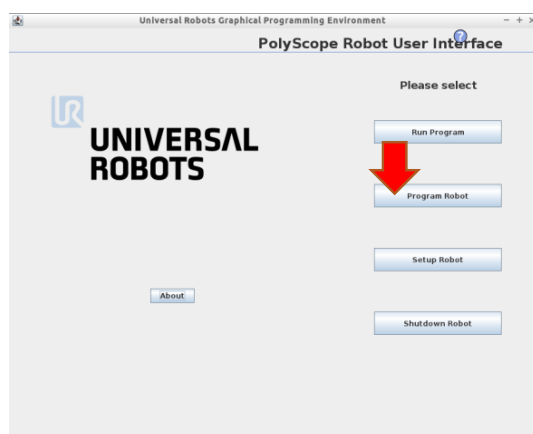 Universal Robots Graphical Programming Environment
PolyScope Robot User Interface
?
Please select
UR
UNIVERSAL
ROBOTS
Run Program
Program Robot
Setup Robot
About
Shutdown Robot